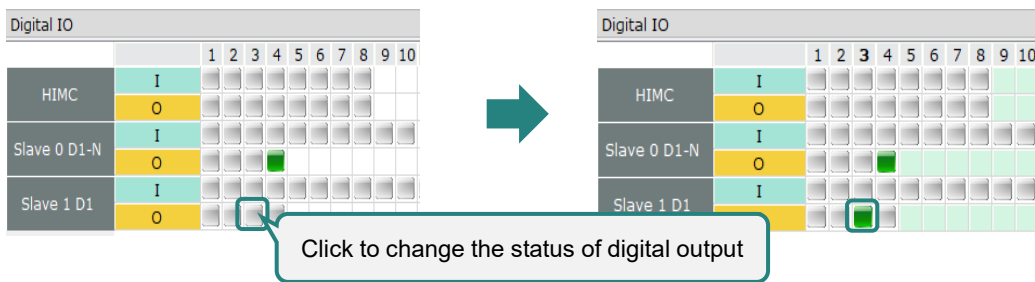 Digital IO
1 2 3 4 5 6 7 8 9 10
HIMC
I
O
Slave 0 D1-N
I
O
Slave 1 D1
I
O
Digital IO
1 2 3 4 5 6 7 8 9 10
HIMC
I
O
Slave 0 D1-N
I
O
Slave 1 D1
I
Click to change the status of digital output